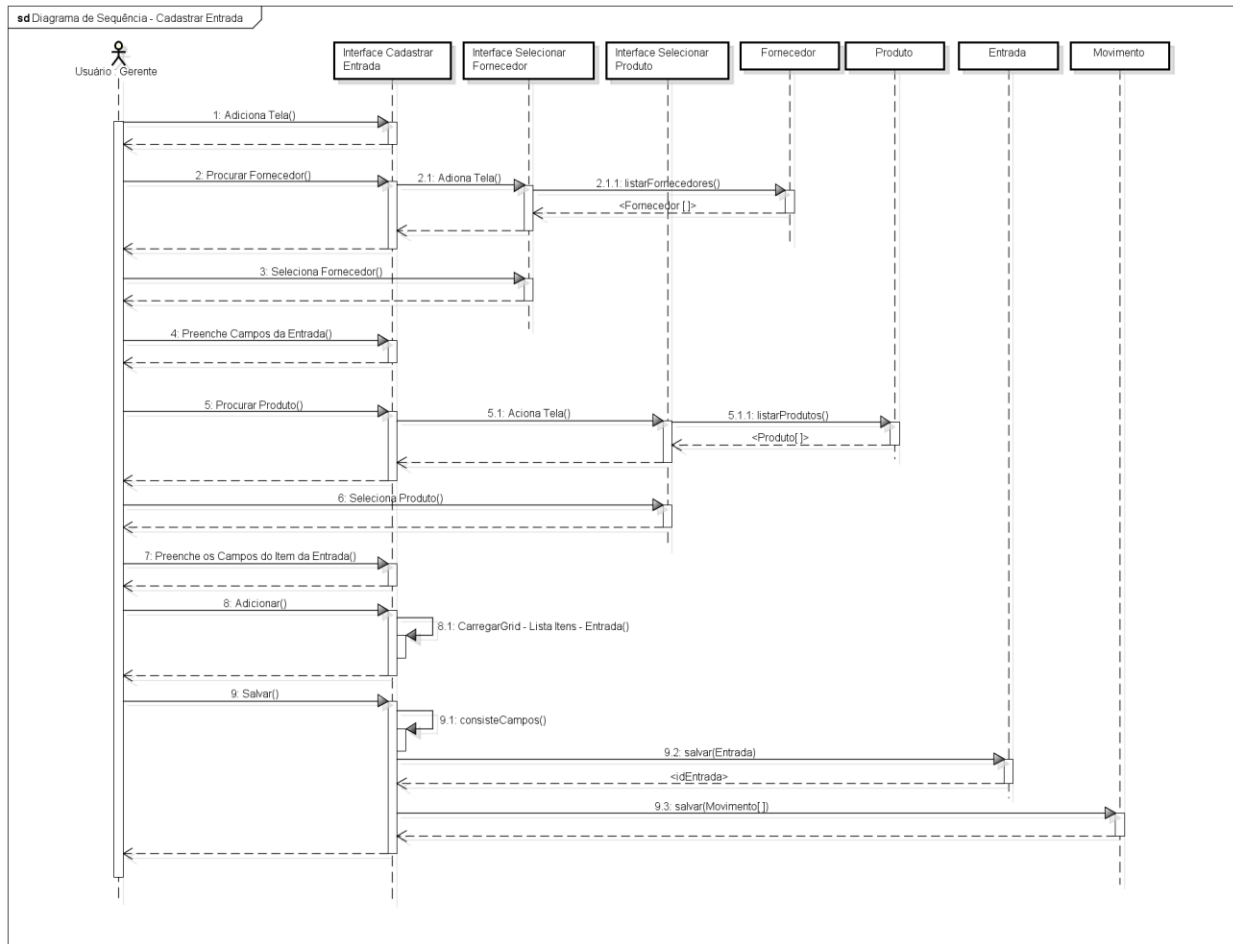 sd Diagrama de Sequência - Cadastrar Entrada
Usuário : Gerente
Interface Cadastrar
Entrada
Interface Selecionar
Fornecedor
Interface Selecionar
Produto
Fornecedor
Produto
Entrada
Movimento
1: Adiciona Tela()
2: Procurar Fornecedor()
2.1: Adiona Tela()
2.1.1: listarFornecedores()
<Fornecedor [ ]>
3: Seleciona Fornecedor()
4: Preenche Campos da Entrada()
5: Procurar Produto()
5.1: Aciona Tela()
5.1.1: listarProdutos()
<Produto[ ]>
6: Seleciona Produto()
7: Preenche os Campos do Item da Entrada()
8: Adicionar()
8.1: CarregarGrid - Lista Itens - Entrada()
9: Salvar()
9.1: consisteCampos()
9.2: salvar(Entrada)
<idEntrada>
9.3: salvar(Movimento[ ])